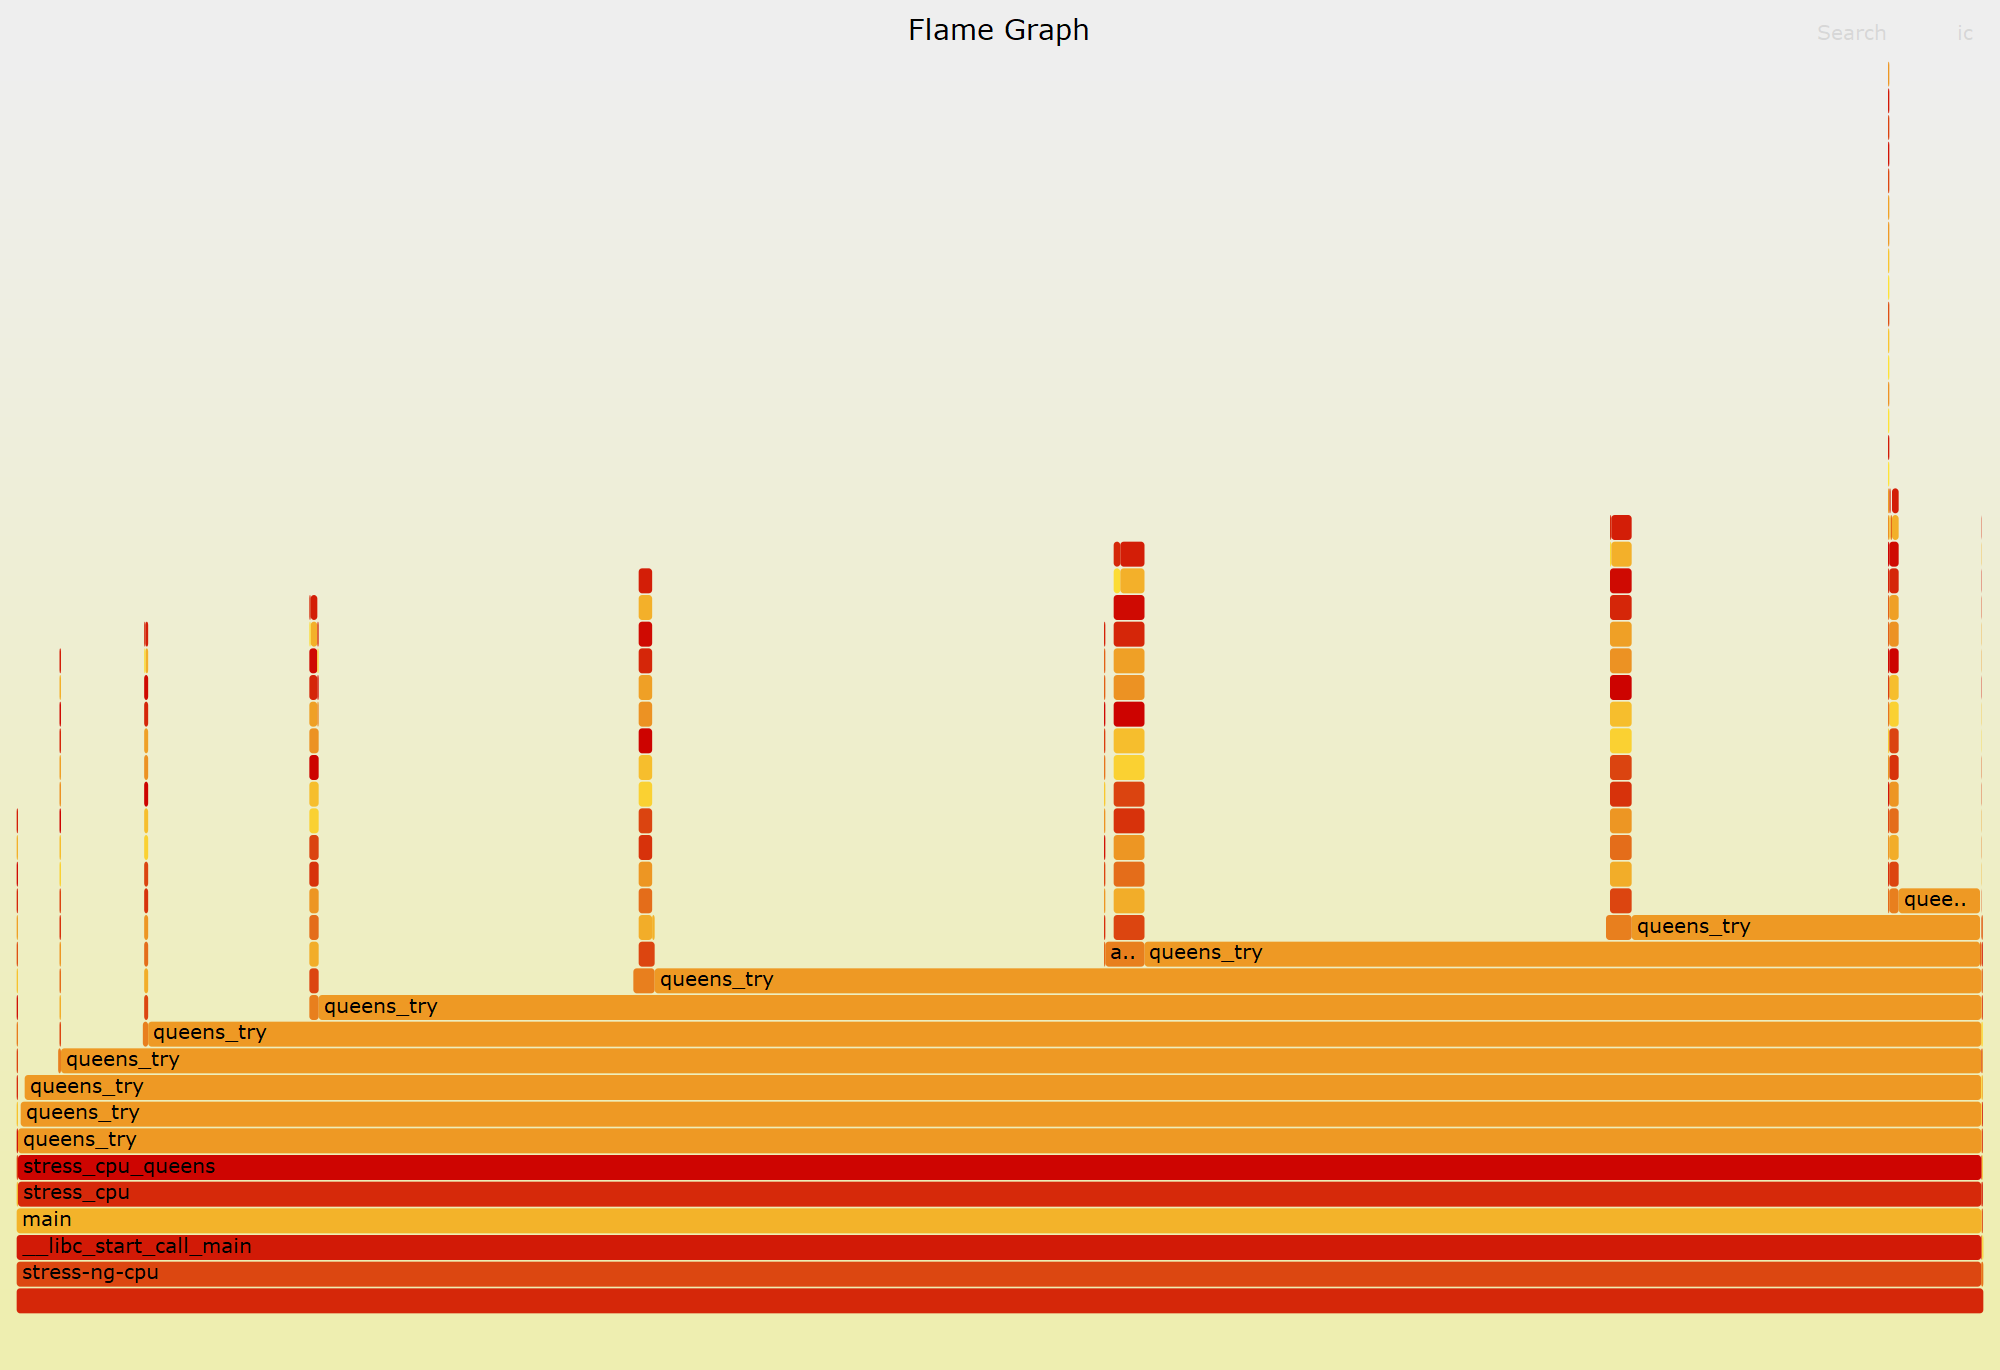 Flame Graph
Search ic
quee..
queens_try
a.. queens_try
queens_try
queens_try
queens_try
queens_try
queens_try
queens_try
queens_try
stress_cpu_queens
stress_cpu
main
__libc_start_call_main
stress-ng-cpu